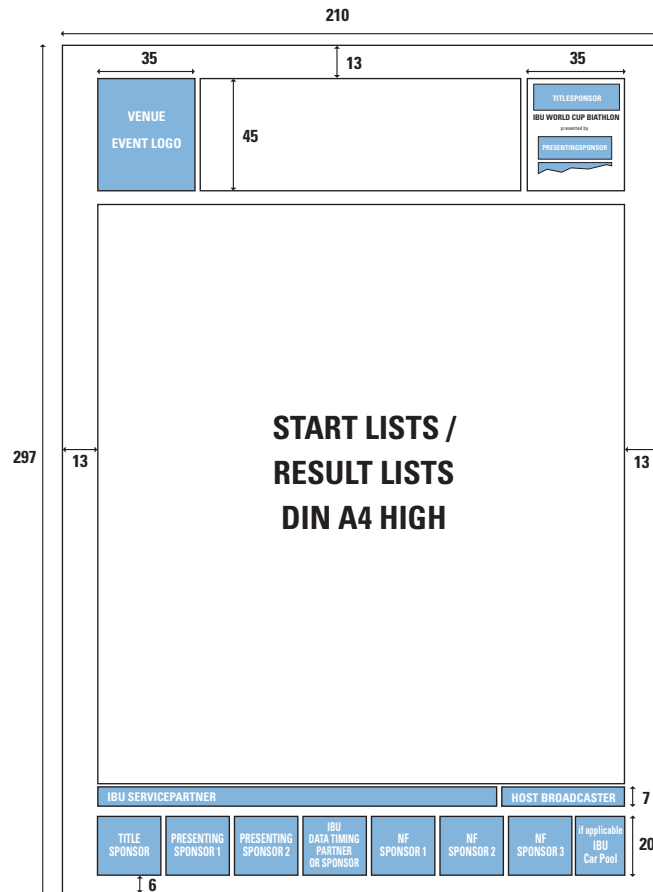 210
35
13
35
VENUE
EVENT LOGO
45
TITLESPONSOR
IBU WORLD CUP BIATHLON
presented by
PRESENTINGSPONSOR
START LISTS /
RESULT LISTS
DIN A4 HIGH
297
13
13
IBU SERVICEPARTNER
HOST BROADCASTER
7
TITLE
SPONSOR
PRESENTING
SPONSOR 1
PRESENTING
SPONSOR 2
IBU
DATA TIMING
PARTNER
OR SPONSOR
NF
SPONSOR 1
NF
SPONSOR 2
NF
SPONSOR 3
if applicable
IBU
Car Pool
20
6